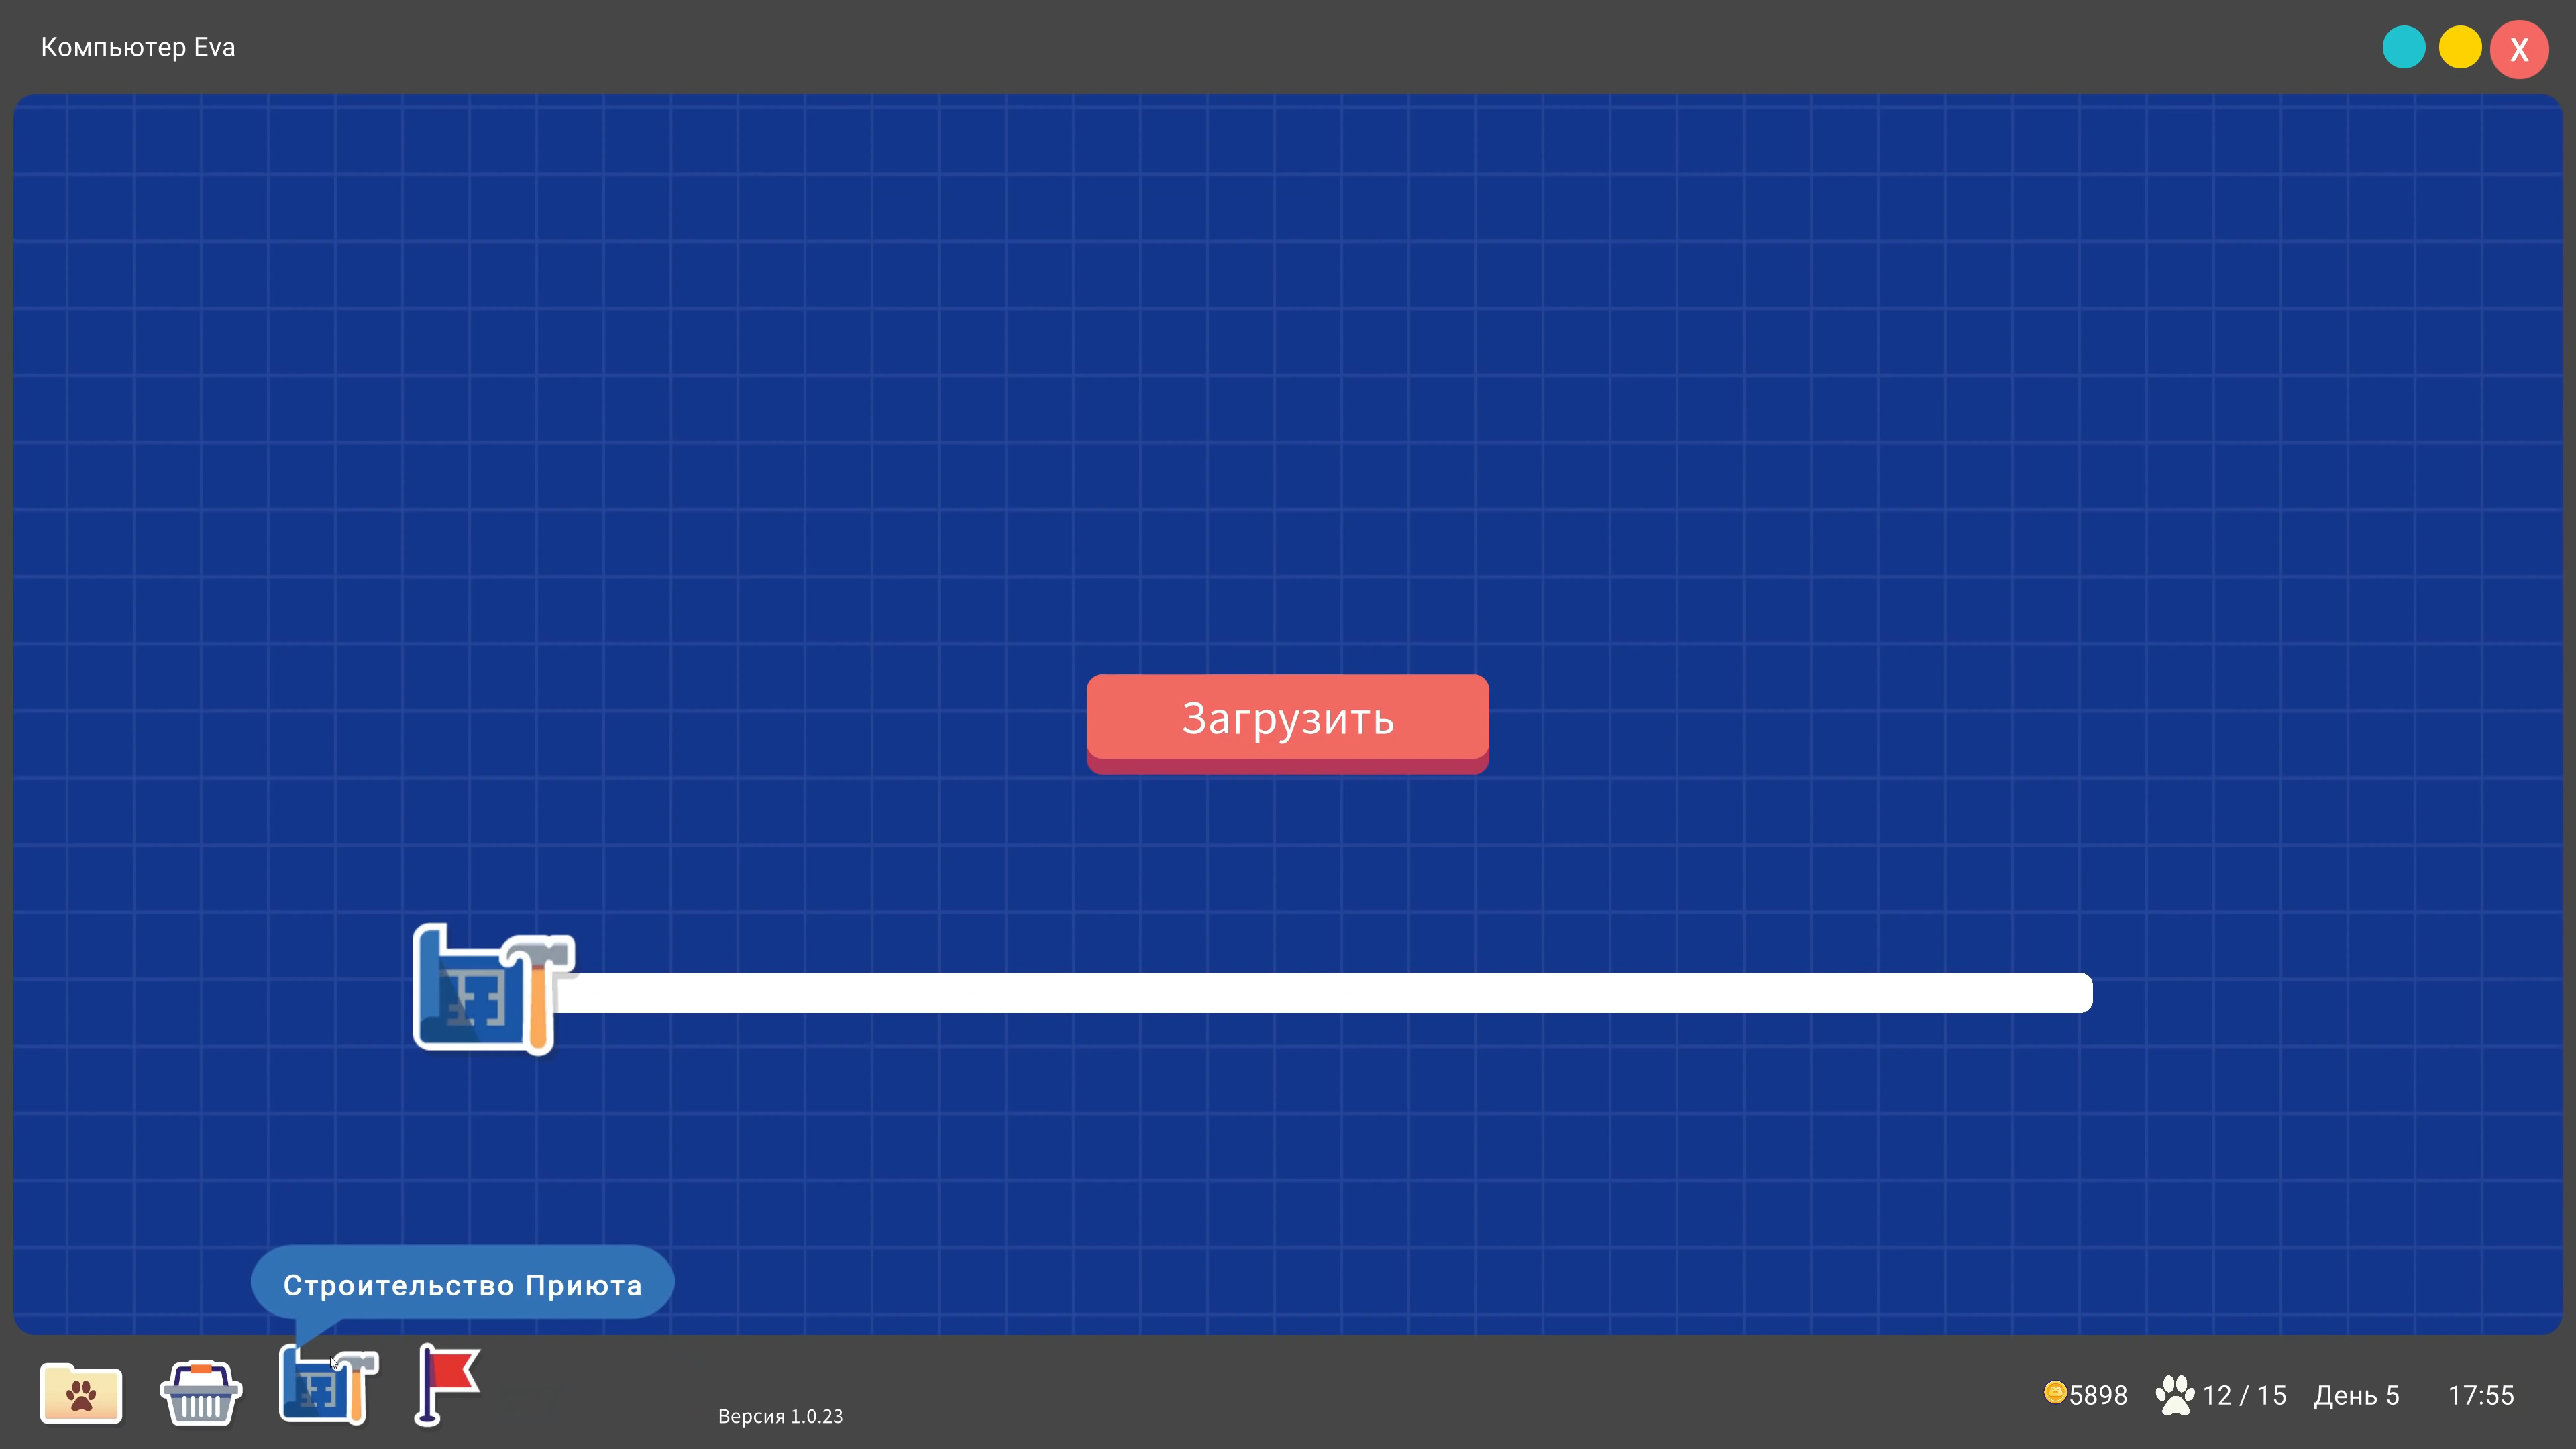 Компьютер Eva
X
Загрузить
Строительство Приюта
Версия 1.0.23
5898
12 / 15
День 5
17:55